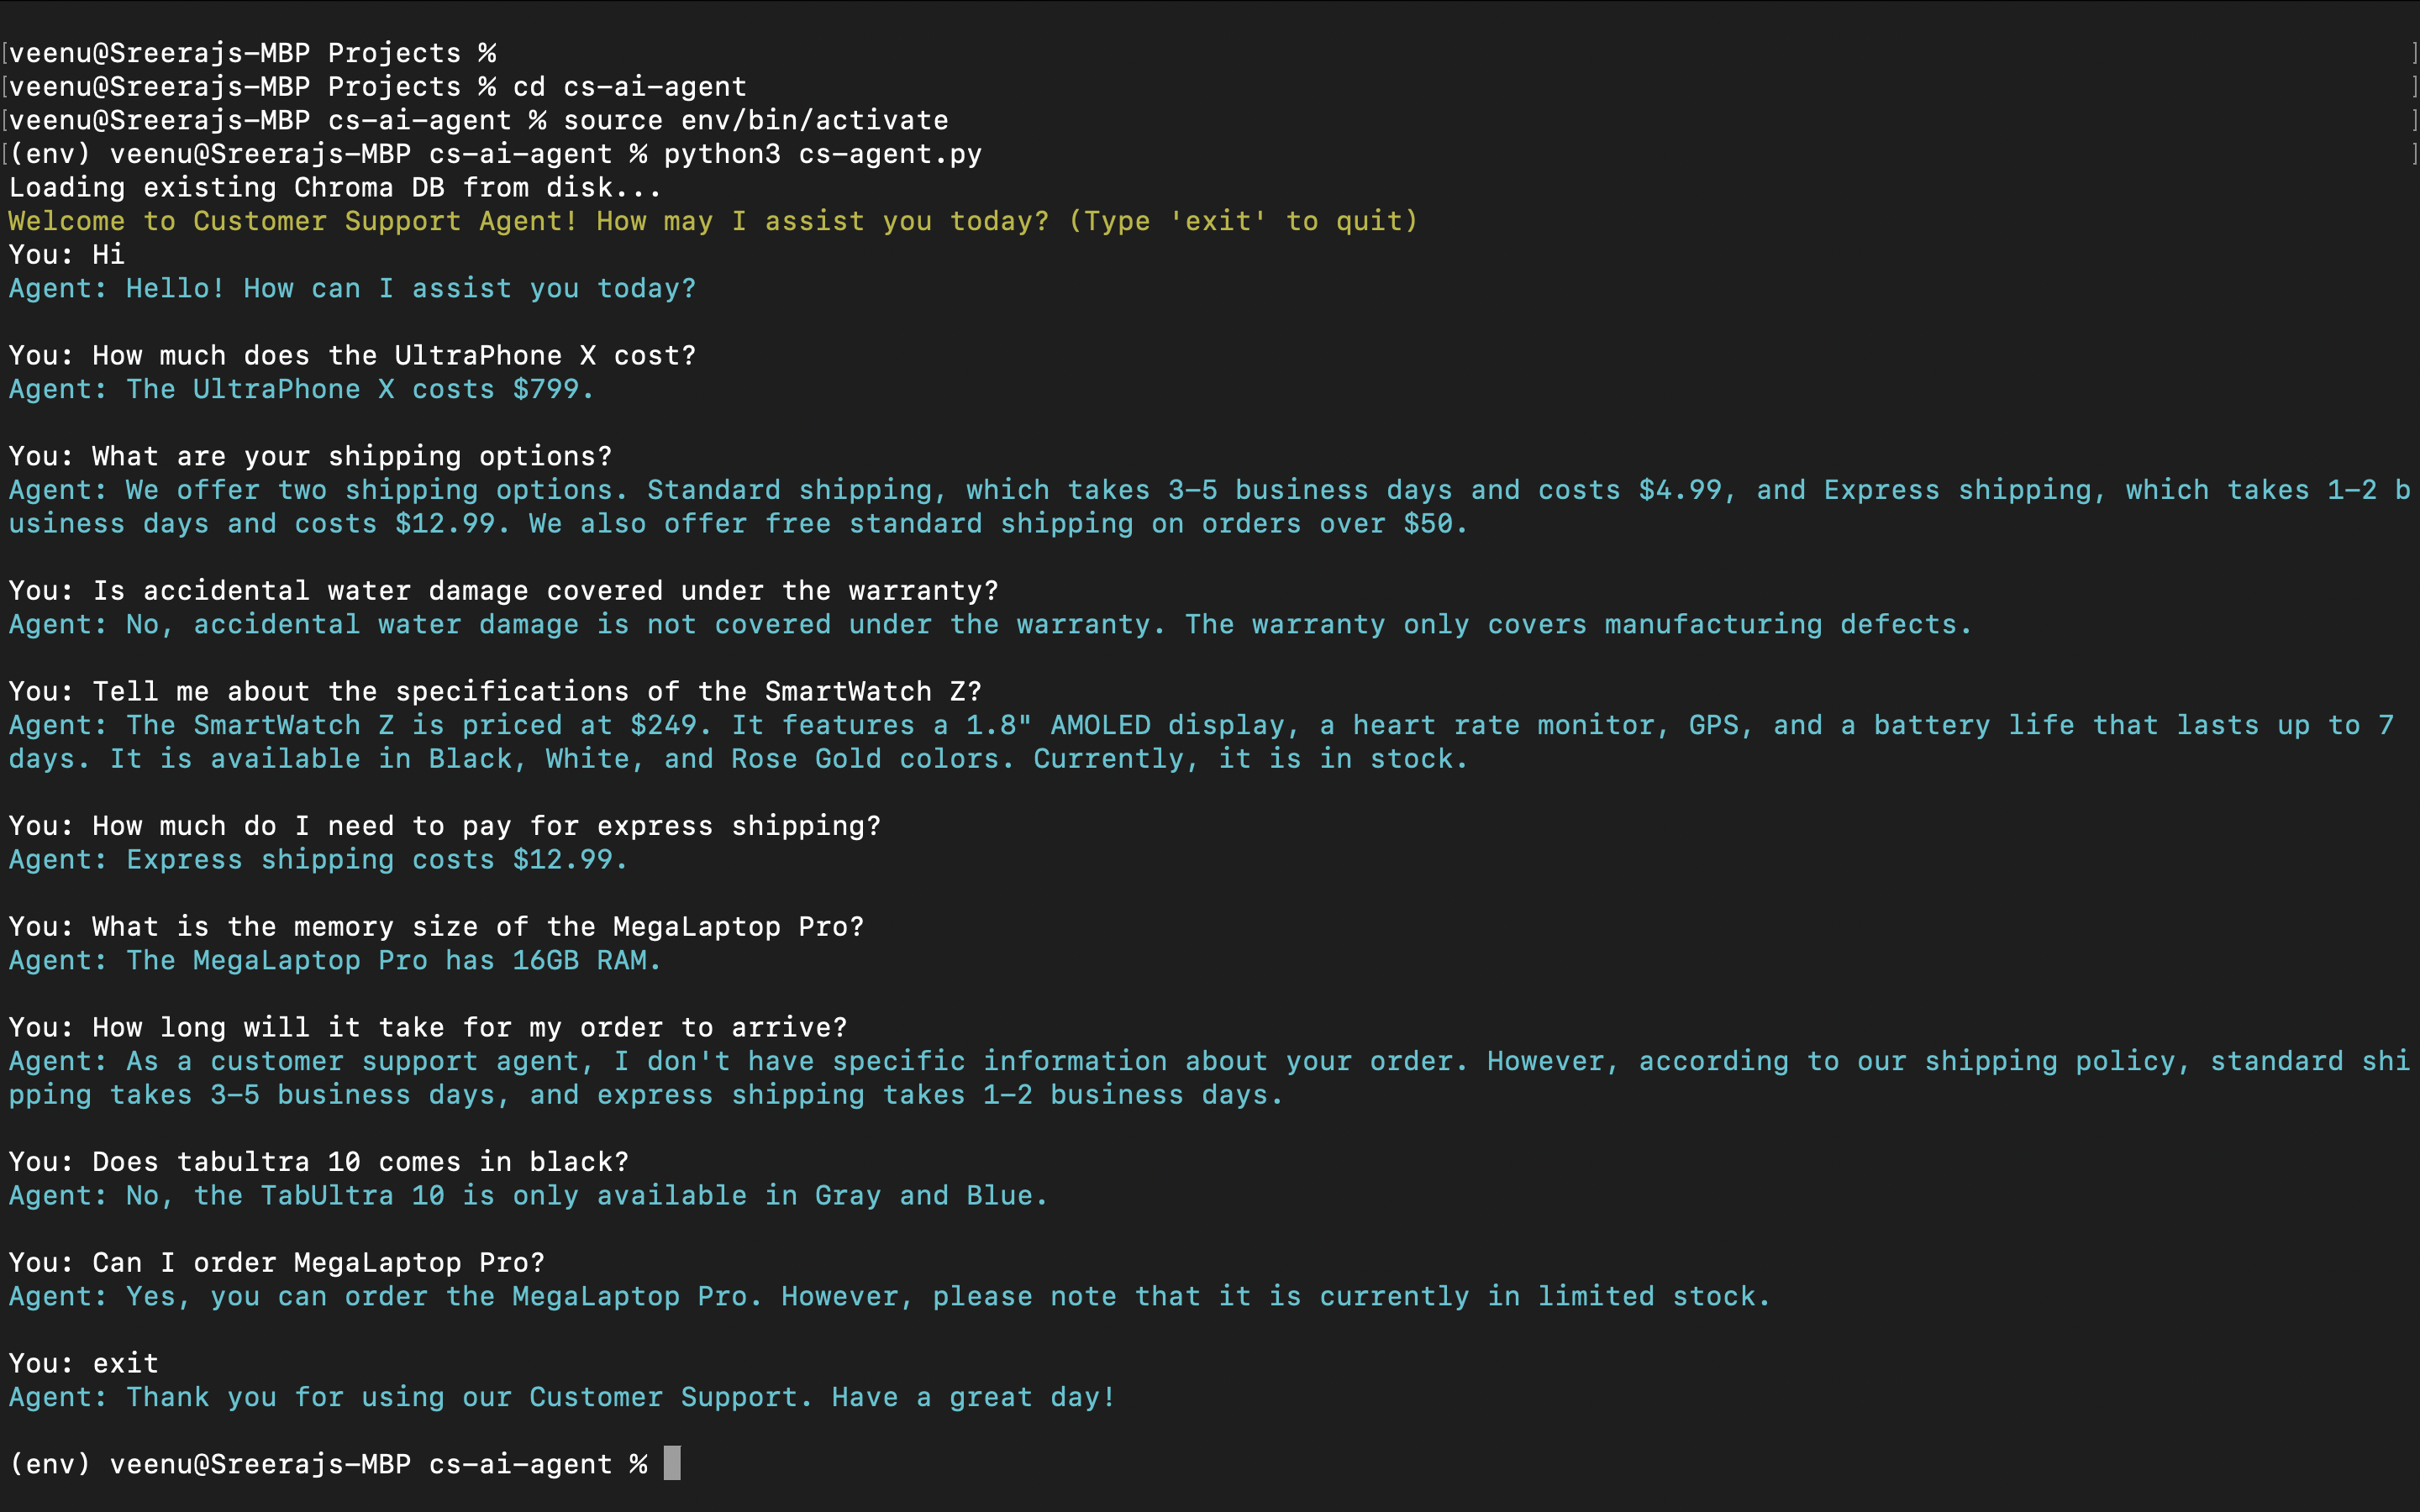 [veenu@Sreerajs-MBP Projects % ]
[veenu@Sreerajs-MBP Projects % cd cs-ai-agent ]
[veenu@Sreerajs-MBP cs-ai-agent % source env/bin/activate ]
[(env) veenu@Sreerajs-MBP cs-ai-agent % python3 cs-agent.py ]
Loading existing Chroma DB from disk...
Welcome to Customer Support Agent! How may I assist you today? (Type 'exit' to quit)
You: Hi
Agent: Hello! How can I assist you today?
You: How much does the UltraPhone X cost?
Agent: The UltraPhone X costs $799.
You: What are your shipping options?
Agent: We offer two shipping options. Standard shipping, which takes 3-5 business days and costs $4.99, and Express shipping, which takes 1-2 b
usiness days and costs $12.99. We also offer free standard shipping on orders over $50.
You: Is accidental water damage covered under the warranty?
Agent: No, accidental water damage is not covered under the warranty. The warranty only covers manufacturing defects.
You: Tell me about the specifications of the SmartWatch Z?
Agent: The SmartWatch Z is priced at $249. It features a 1.8" AMOLED display, a heart rate monitor, GPS, and a battery life that lasts up to 7
days. It is available in Black, White, and Rose Gold colors. Currently, it is in stock.
You: How much do I need to pay for express shipping?
Agent: Express shipping costs $12.99.
You: What is the memory size of the MegaLaptop Pro?
Agent: The MegaLaptop Pro has 16GB RAM.
You: How long will it take for my order to arrive?
Agent: As a customer support agent, I don't have specific information about your order. However, according to our shipping policy, standard shi
pping takes 3-5 business days, and express shipping takes 1-2 business days.
You: Does tabultra 10 comes in black?
Agent: No, the TabUltra 10 is only available in Gray and Blue.
You: Can I order MegaLaptop Pro?
Agent: Yes, you can order the MegaLaptop Pro. However, please note that it is currently in limited stock.
You: exit
Agent: Thank you for using our Customer Support. Have a great day!
(env) veenu@Sreerajs-MBP cs-ai-agent %